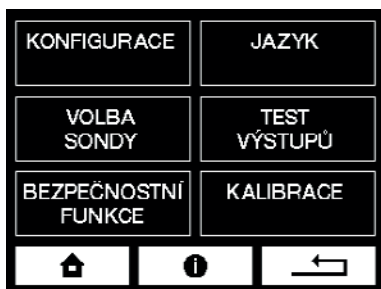 KONFIGURACE
JAZYK
VOLBA
SONDY
TEST
VÝSTUPŮ
BEZPEČNOSTNÍ
FUNKCE
KALIBRACE